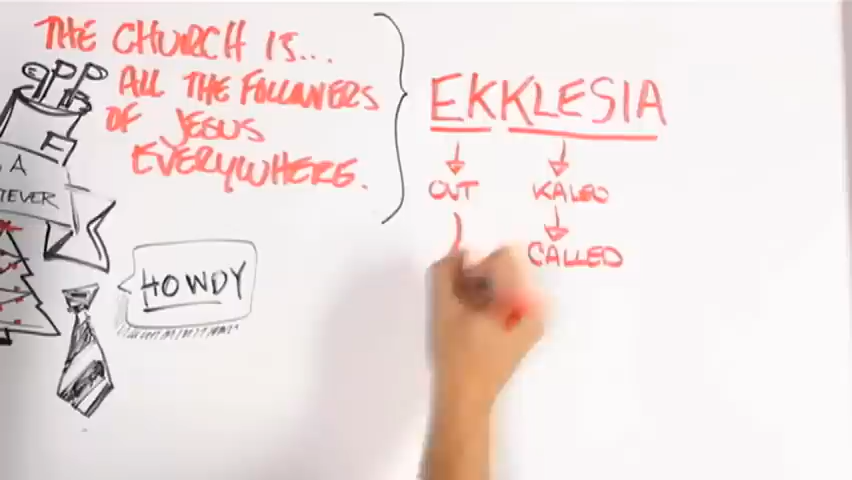 THE CHURCH IS...
ALL THE FOLLOWERS
OF JESUS
EVERYWHERE.
EKKLESIA
OUT KALEO
CALLED
A
HOWDY